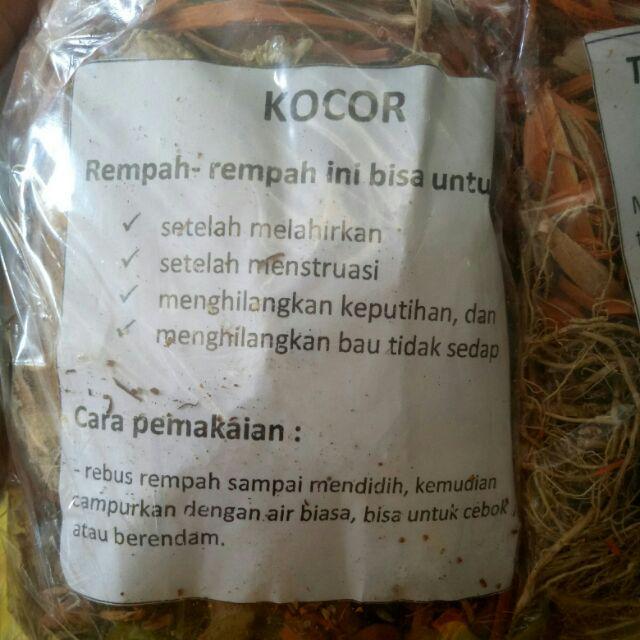 KOCOR
Rempah- rempah ini bisa untu
✓ setelah melahirkan
✓ setelah menstruasi
✓ menghilangkan keputihan, dan
✓ menghilangkan bau tidak sedap
Cara pemakaian :
- rebus rempah sampai mendidih, kemudian
campurkan dengan air biasa, bisa untuk cebok ,
atau berendam.
T